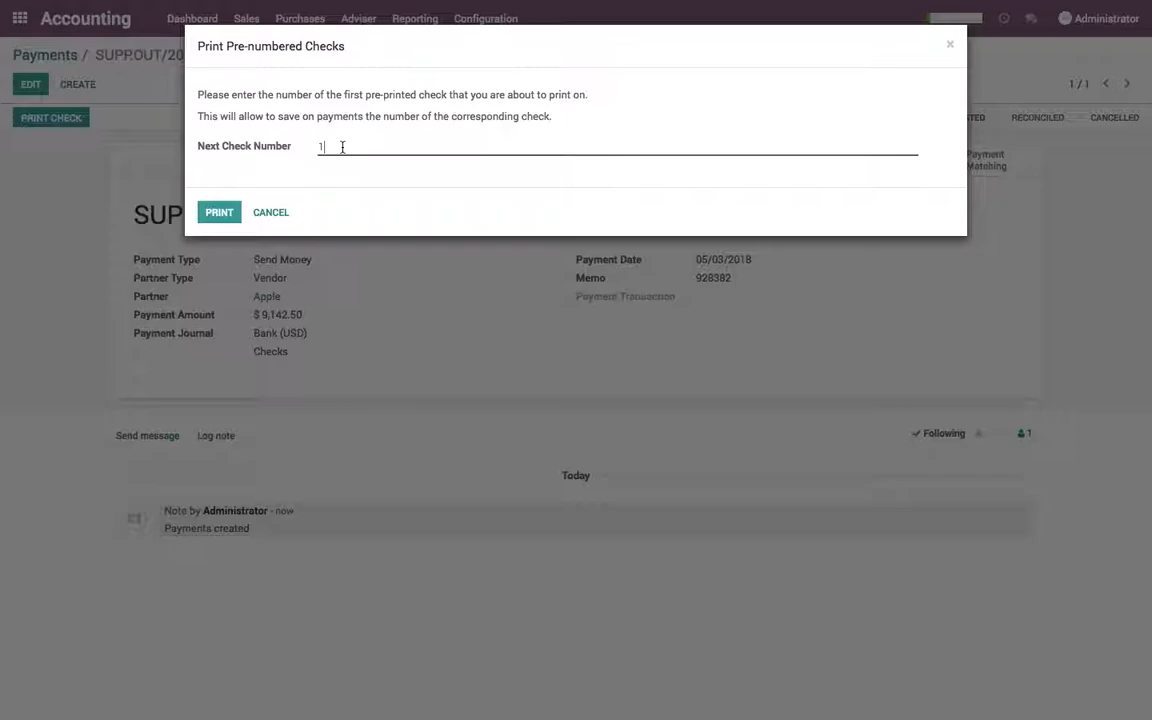 Accounting Dashboard Sales Purchases Adviser Reporting Configuration Administrator
Payments / SUPP.OUT/20
Print Pre-numbered Checks ×
EDIT CREATE 1 / 1
Please enter the number of the first pre-printed check that you are about to print on.
PRINT CHECK RECONCILED CANCELLED
This will allow to save on payments the number of the corresponding check.
Next Check Number 1
Payment
Matching
PRINT CANCEL
SUP
Payment Type Send Money Payment Date 05/03/2018
Partner Type Vendor Memo 928382
Partner Apple Payment Transaction
Payment Amount $ 9,142.50
Payment Journal Bank (USD)
Checks
Send message Log note Following 1
Today
Note by Administrator - now
Payments created